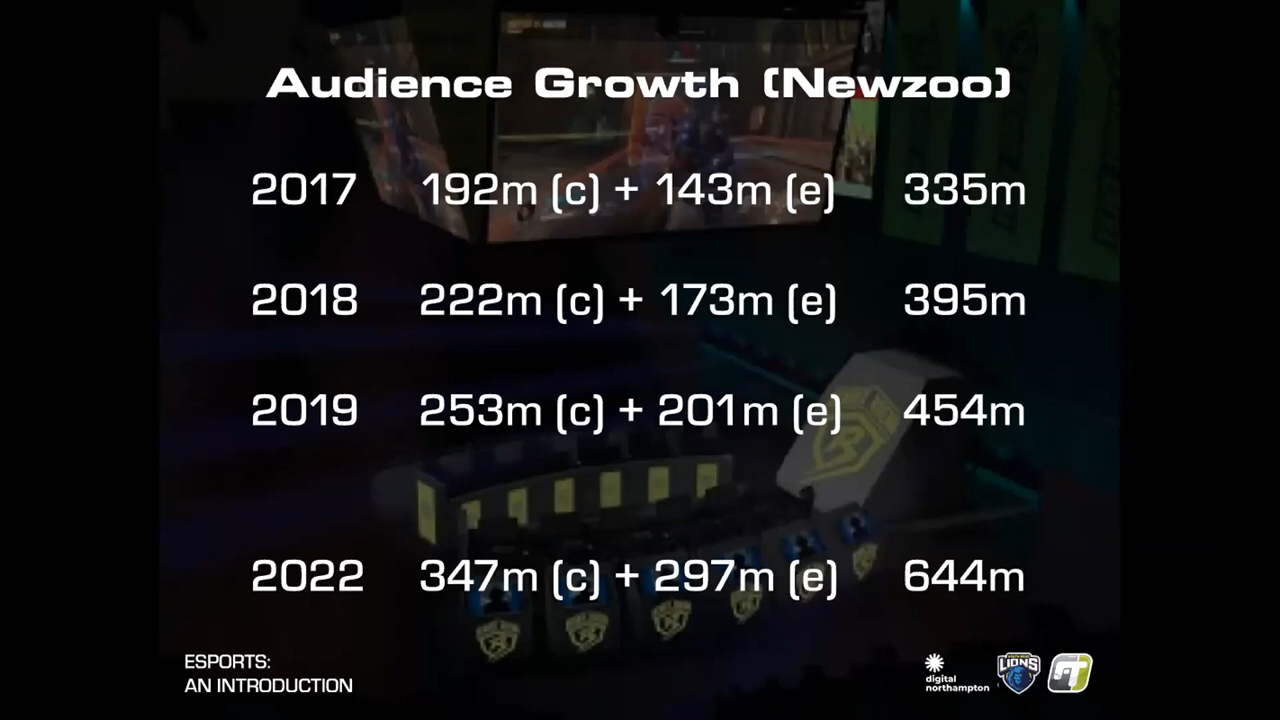 Audience Growth (Newzoo)
2017 192m (c) + 143m (e) 335m
2018 222m (c) + 173m (e) 395m
2019 253m (c) + 201m (e) 454m
2022 347m (c) + 297m (e) 644m
ESPORTS:
AN INTRODUCTION
digital
northampton
LIONS